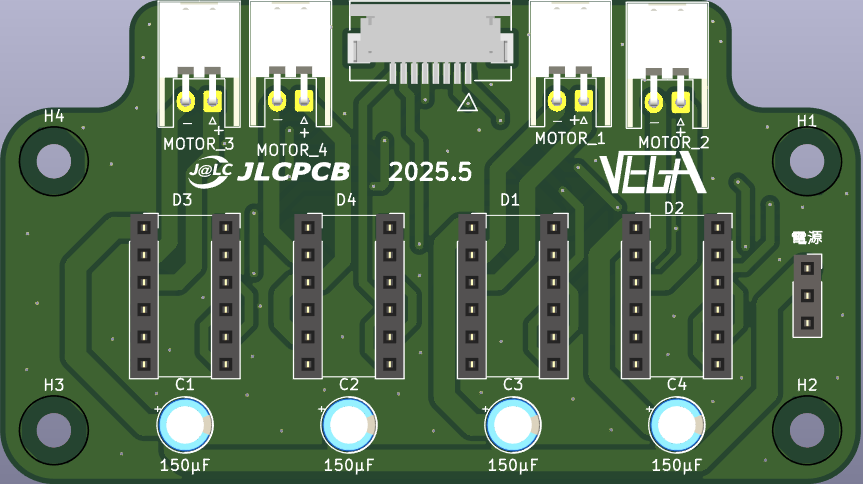 H4
H1
MOTOR_3
MOTOR_4
MOTOR_1
MOTOR_2
J@LC JLCPCB
2025.5
VEGA
D3
D4
D1
D2
電源
H3
C1
C2
C3
C4
H2
150µF
150µF
150µF
150µF